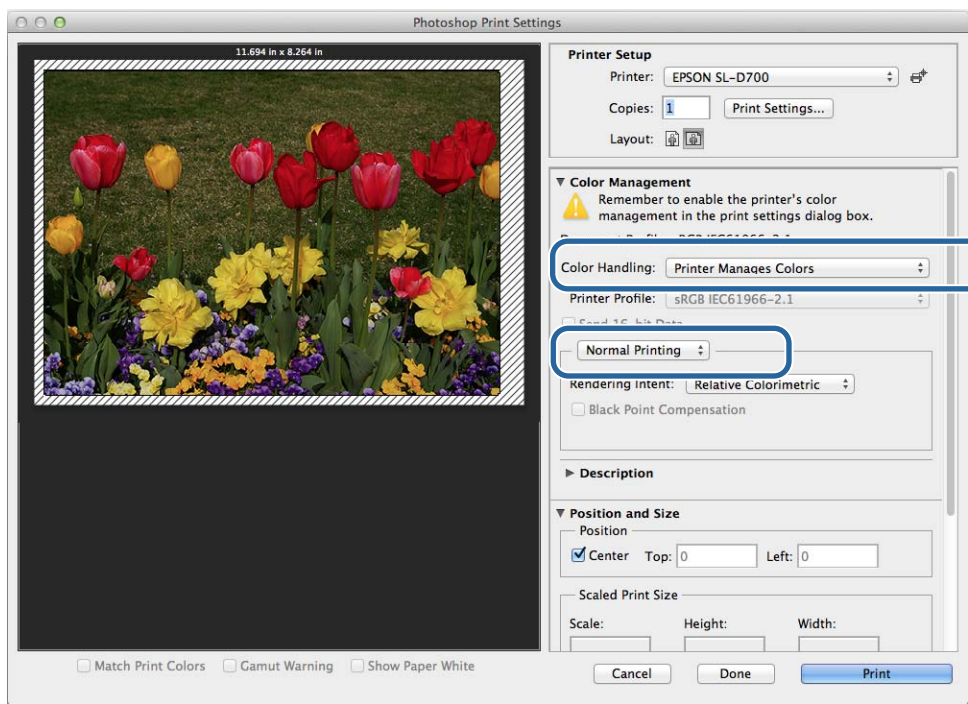 Photoshop Print Settings
11.694 in x 8.264 in
Printer Setup
Printer: EPSON SL-D700
Copies: 1 Print Settings...
Layout:
Color Management
Remember to enable the printer's color
management in the print settings dialog box.
Color Handling: Printer Manages Colors
Printer Profile: sRGB IEC61966-2.1
Send 16-bit Data
Normal Printing
Rendering Intent: Relative Colorimetric
Black Point Compensation
Description
Position and Size
Position
Center Top: 0 Left: 0
Scaled Print Size
Scale: Height: Width:
Match Print Colors Gamut Warning Show Paper White
Cancel Done Print